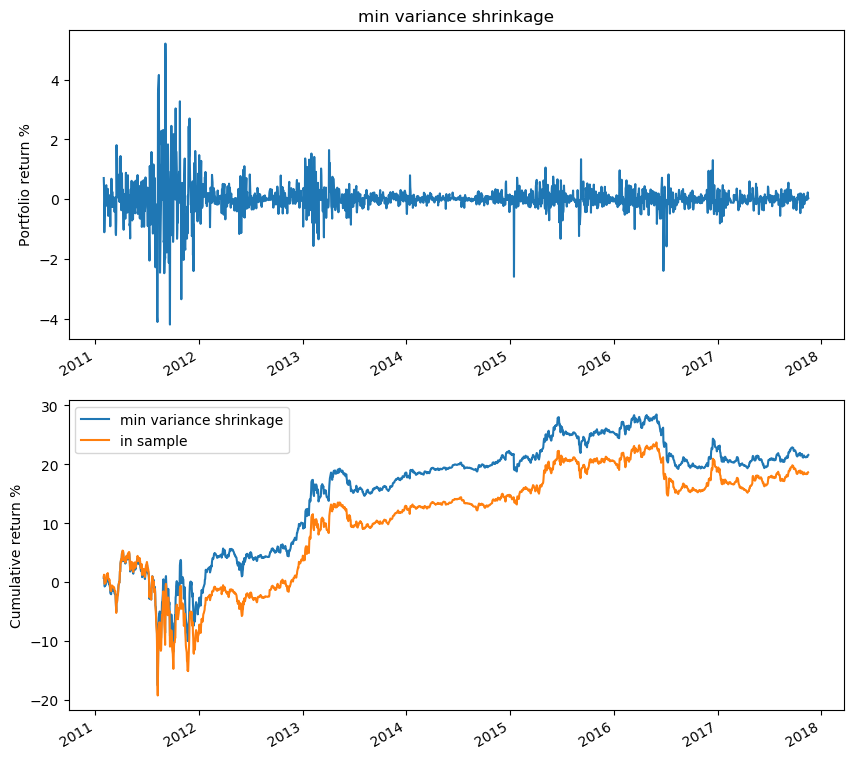 min variance shrinkage
Portfolio return %
4
2
0
−2
−4
2011 2012 2013 2014 2015 2016 2017 2018
min variance shrinkage
in sample
Cumulative return %
30
20
10
0
−10
−20
2011 2012 2013 2014 2015 2016 2017 2018